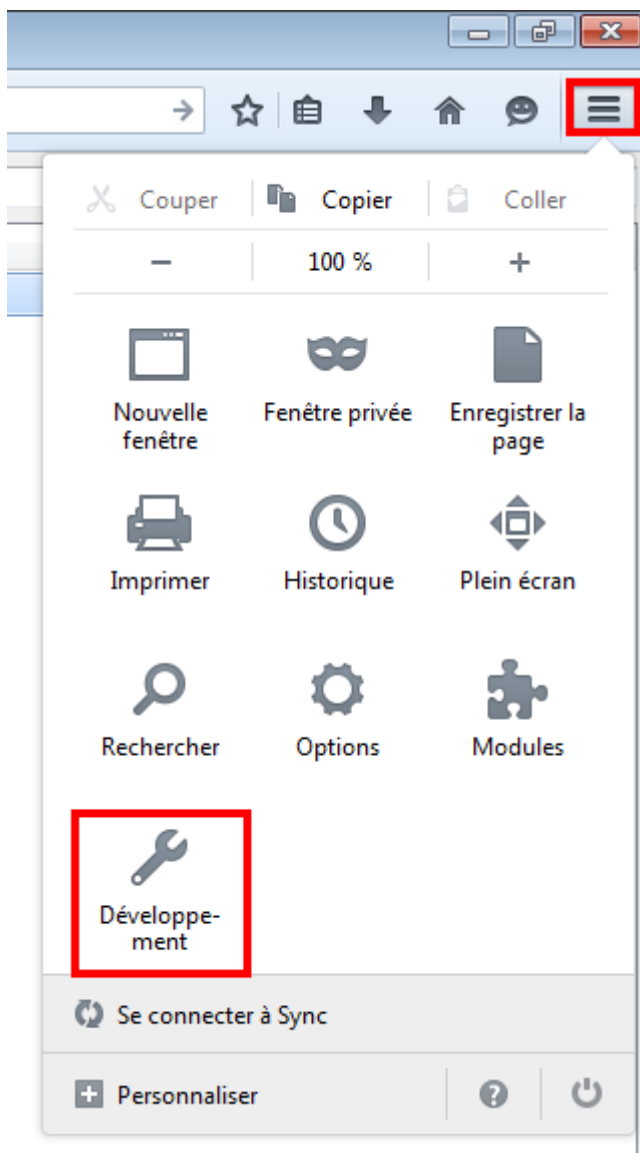 Couper Copier Coller
100 %
Nouvelle fenêtre
Fenêtre privée
Enregistrer la page
Imprimer Historique Plein écran
Rechercher Options Modules
Développe-
ment
Se connecter à Sync
Personnaliser